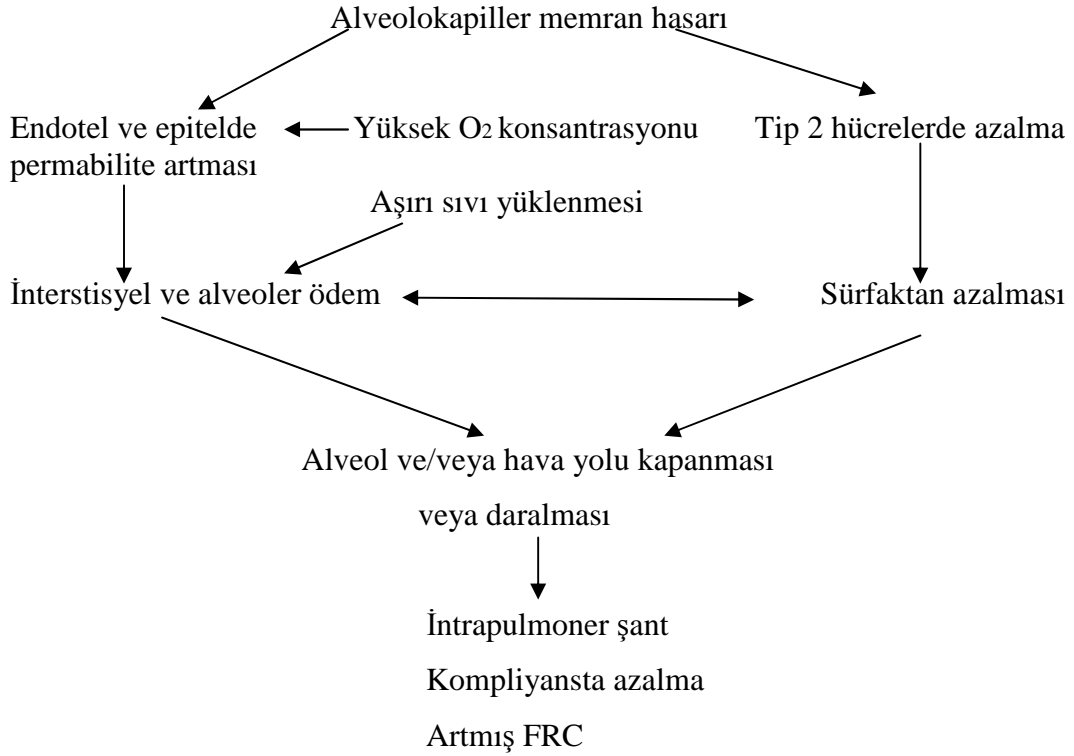 Alveolokapiller memran hasarı
Endotel ve epitelde
permabilite artması
Yüksek O2 konsantrasyonu
Tip 2 hücrelerde azalma
Aşırı sıvı yüklenmesi
İnterstisyel ve alveoler ödem
Sürfaktan azalması
Alveol ve/veya hava yolu kapanması
veya daralması
İntrapulmoner şant
Kompliyansta azalma
Artmış FRC